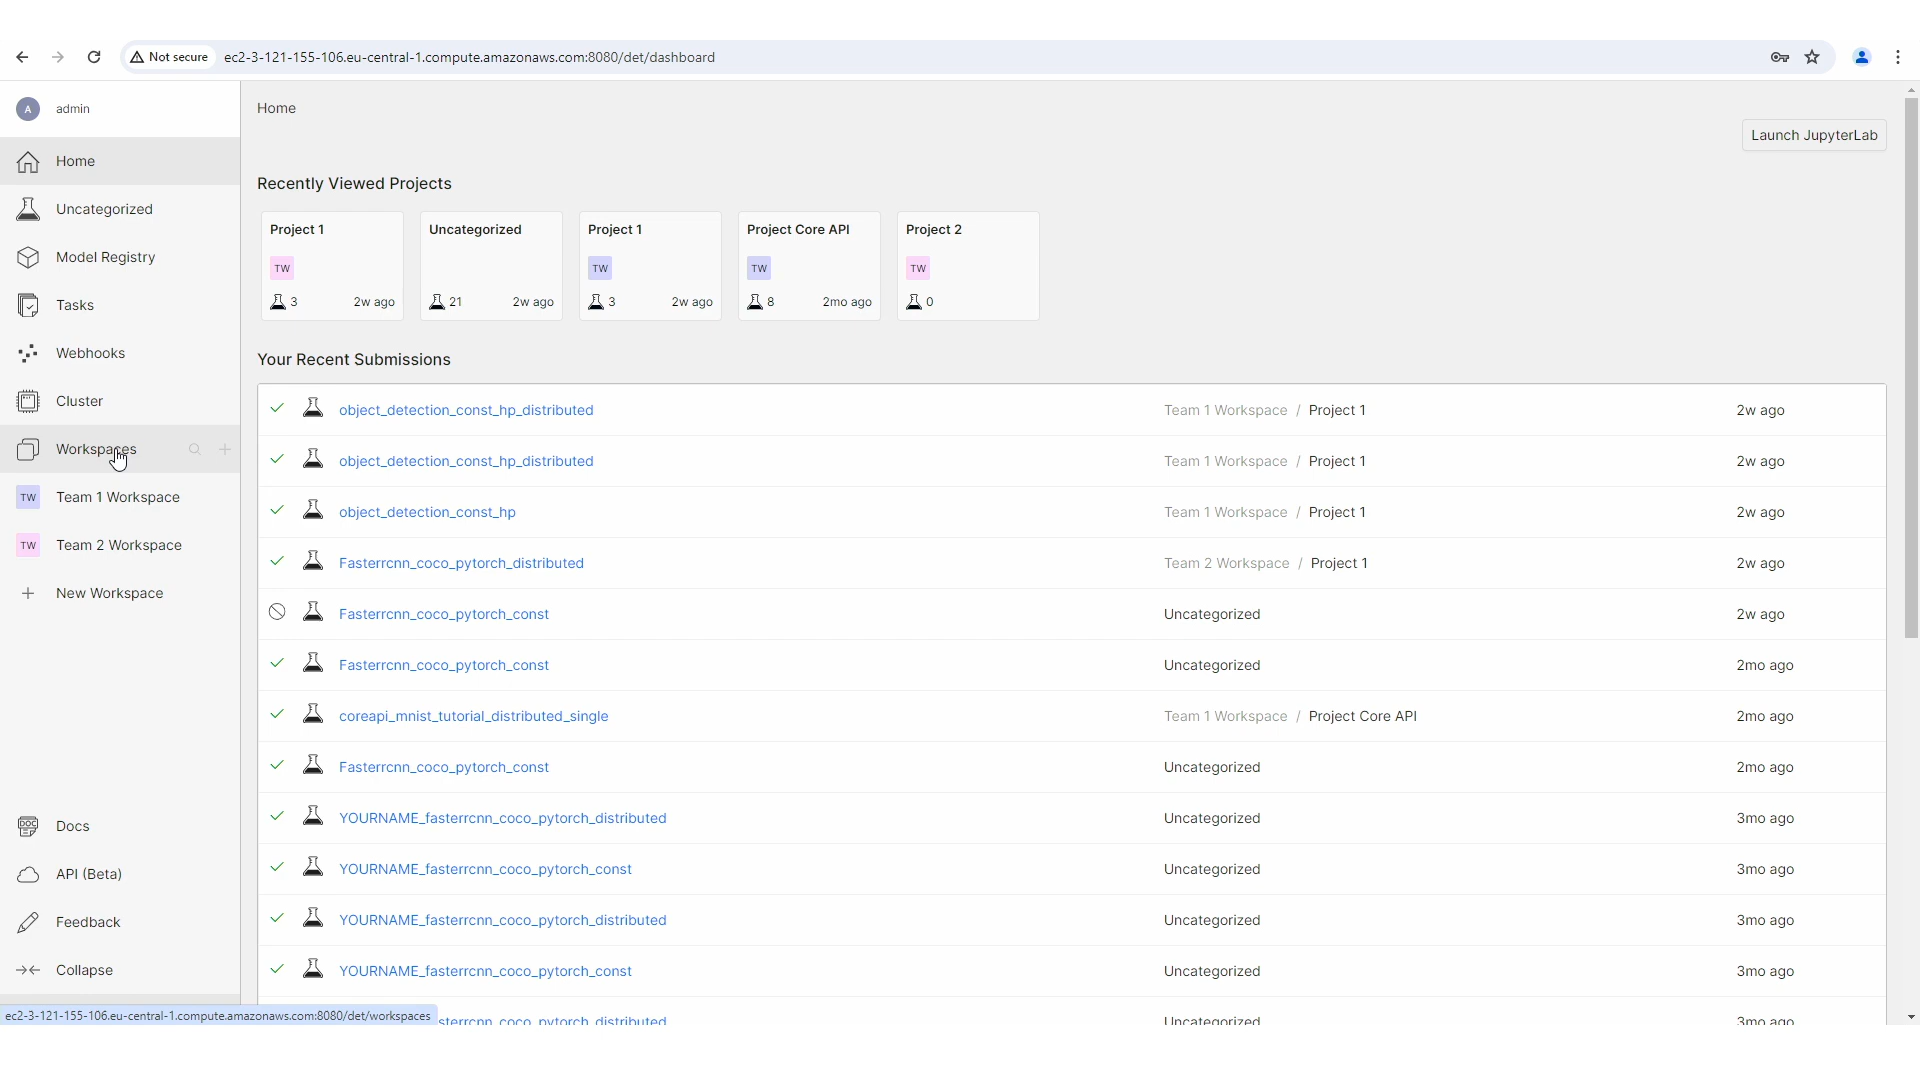 Not secure ec2-3-121-155-106.eu-central-1.compute.amazonaws.com:8080/det/dashboard
A admin
Home
Uncategorized
Model Registry
Tasks
Webhooks
Cluster
Workspaces
TW Team 1 Workspace
TW Team 2 Workspace
New Workspace
Docs
API (Beta)
Feedback
Collapse
Home
Launch JupyterLab
Recently Viewed Projects
Project 1
TW
3 2w ago
Uncategorized
21 2w ago
Project 1
TW
3 2w ago
Project Core API
TW
8 2mo ago
Project 2
TW
0
Your Recent Submissions
object_detection_const_hp_distributed Team 1 Workspace / Project 1 2w ago
object_detection_const_hp_distributed Team 1 Workspace / Project 1 2w ago
object_detection_const_hp Team 1 Workspace / Project 1 2w ago
Fasterrcnn_coco_pytorch_distributed Team 2 Workspace / Project 1 2w ago
Fasterrcnn_coco_pytorch_const Uncategorized 2w ago
Fasterrcnn_coco_pytorch_const Uncategorized 2mo ago
coreapi_mnist_tutorial_distributed_single Team 1 Workspace / Project Core API 2mo ago
Fasterrcnn_coco_pytorch_const Uncategorized 2mo ago
YOURNAME_fasterrcnn_coco_pytorch_distributed Uncategorized 3mo ago
YOURNAME_fasterrcnn_coco_pytorch_const Uncategorized 3mo ago
YOURNAME_fasterrcnn_coco_pytorch_distributed Uncategorized 3mo ago
YOURNAME_fasterrcnn_coco_pytorch_const Uncategorized 3mo ago
sterrcnn_coco_pytorch_distributed Uncategorized 3mo ago
ec2-3-121-155-106.eu-central-1.compute.amazonaws.com:8080/det/workspaces